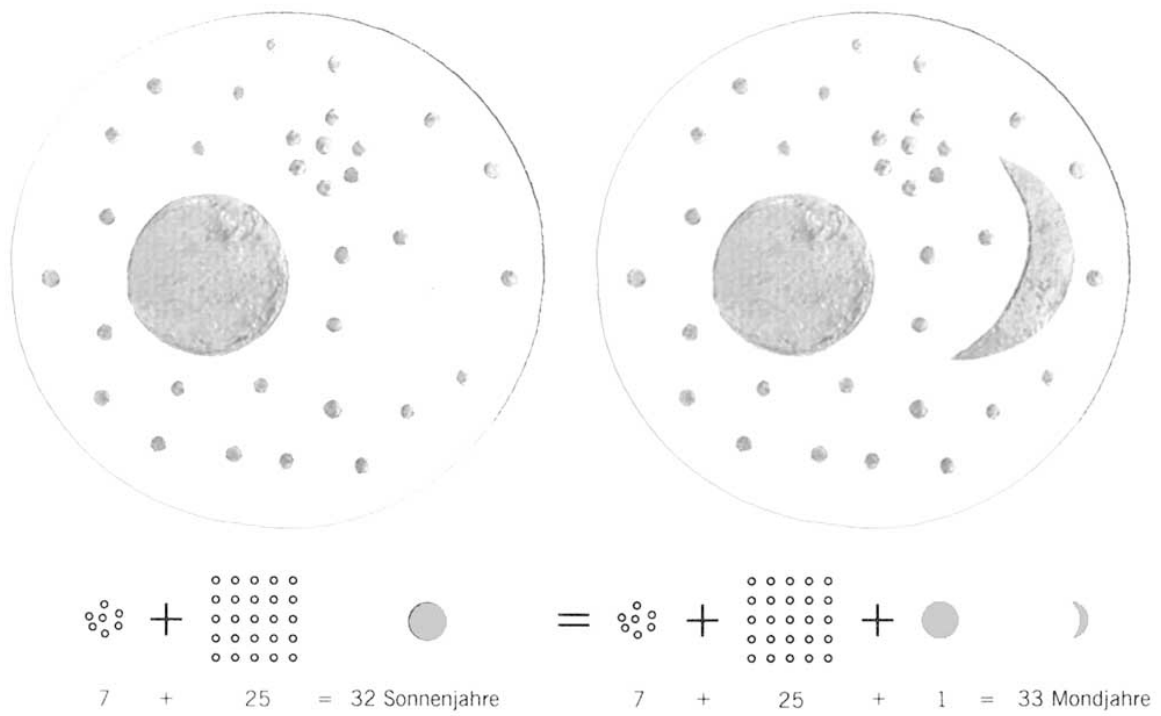 7 + 25 = 32 Sonnenjahre 7 + 25 + 1 = 33 Mondjahre